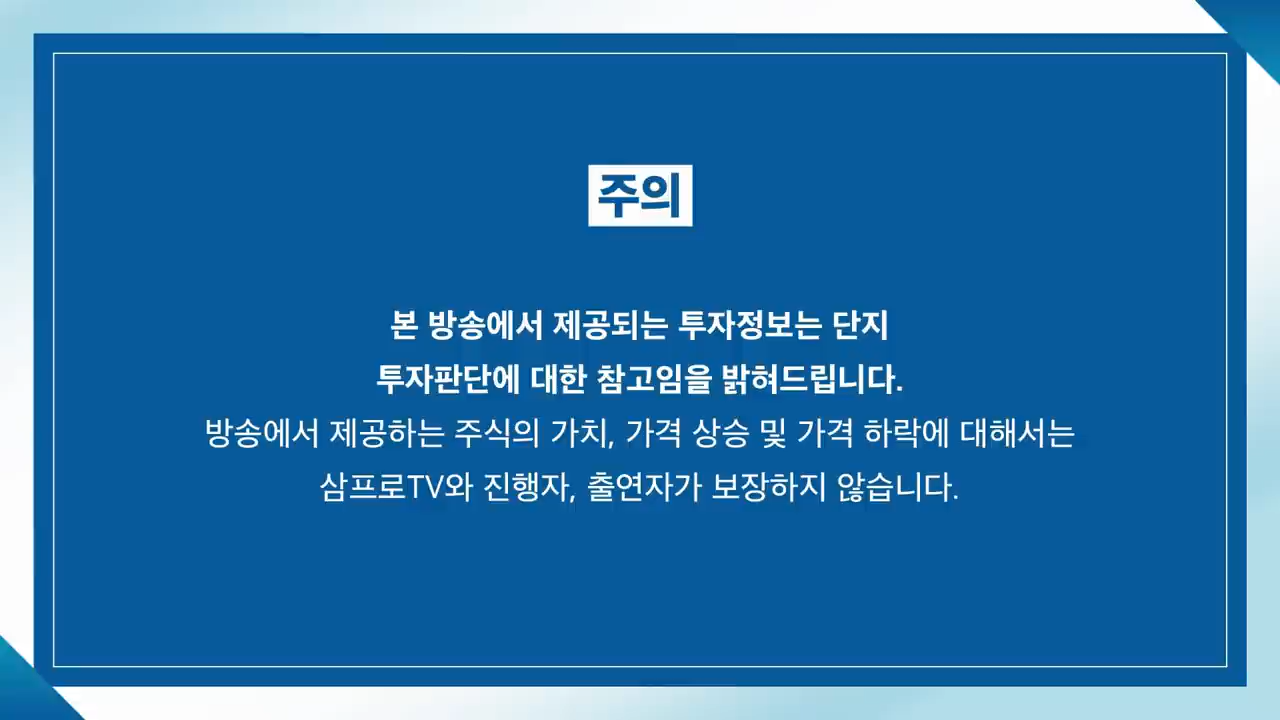 주의
본 방송에서 제공되는 투자정보는 단지
투자판단에 대한 참고임을 밝혀드립니다.
방송에서 제공하는 주식의 가치, 가격 상승 및 가격 하락에 대해서는
삼프로TV와 진행자, 출연자가 보장하지 않습니다.